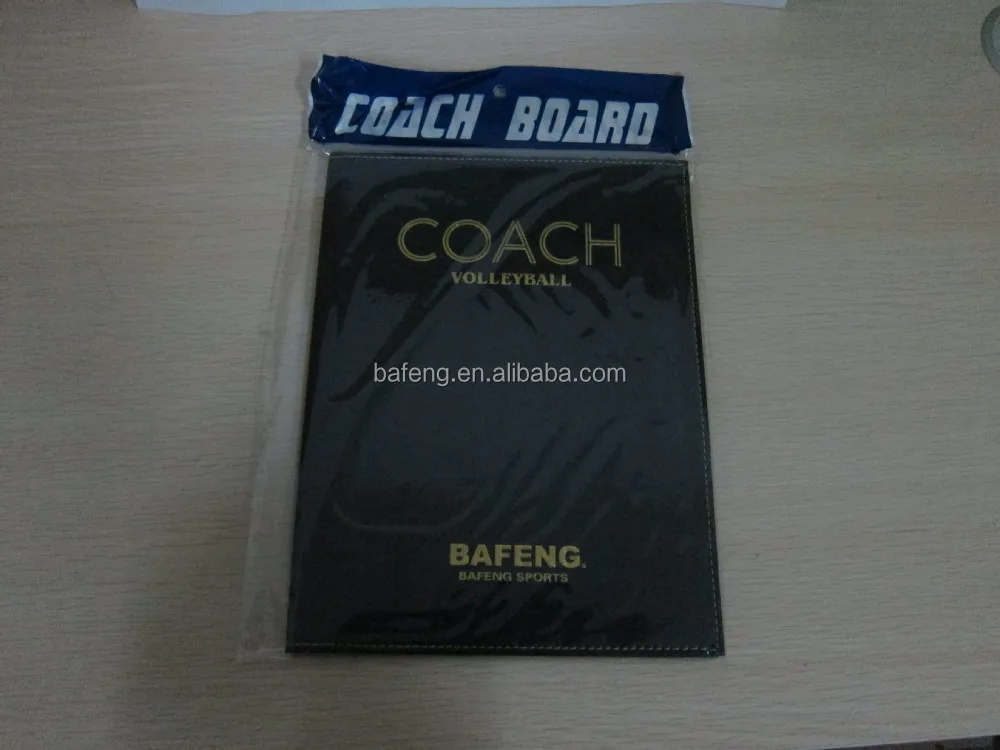 COACH BOARD
COACH
VOLLEYBALL
bafeng.en.alibaba.com
BAFENG®
BAFENG SPORTS